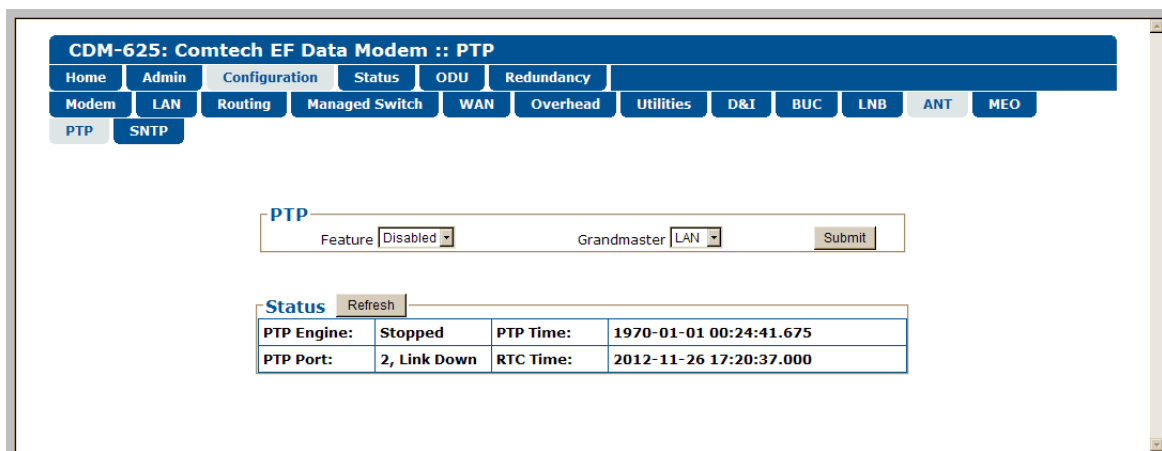 CDM-625: Comtech EF Data Modem :: PTP
Home Admin Configuration Status ODU Redundancy
Modem LAN Routing Managed Switch WAN Overhead Utilities D&I BUC LNB ANT MEO
PTP SNTP
PTP
Feature Disabled Grandmaster LAN Submit
Status Refresh
PTP Engine: Stopped PTP Time: 1970-01-01 00:24:41.675
PTP Port: 2, Link Down RTC Time: 2012-11-26 17:20:37.000